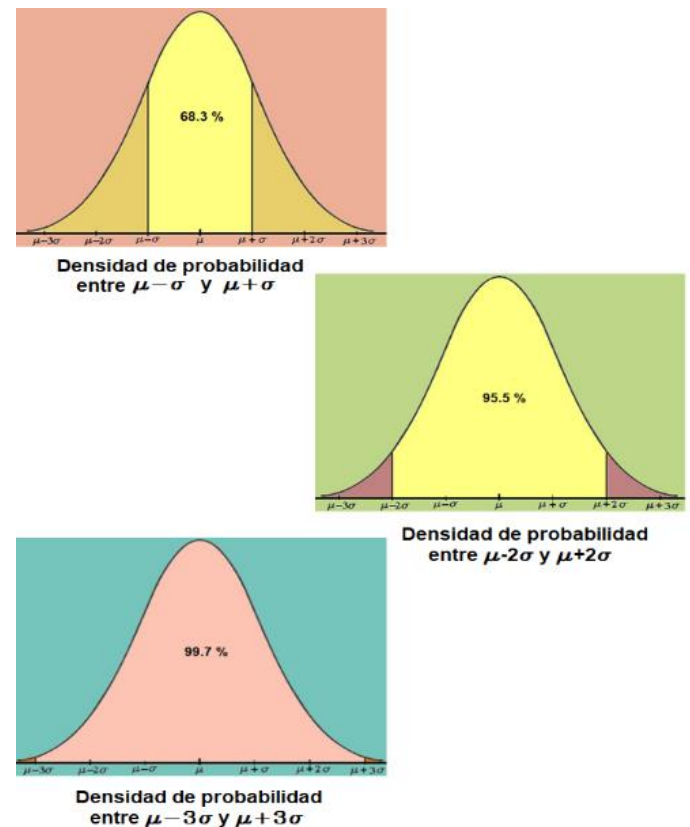 68.3 %
μ−3σ μ−2σ μ−σ μ μ+σ μ+2σ μ+3σ
Densidad de probabilidad
entre μ−σ y μ+σ
95.5 %
μ−3σ μ−2σ μ−σ μ μ+σ μ+2σ μ+3σ
Densidad de probabilidad
entre μ-2σ y μ+2σ
99.7 %
μ−3σ μ−2σ μ−σ μ μ+σ μ+2σ μ+3σ
Densidad de probabilidad
entre μ−3σ y μ+3σ